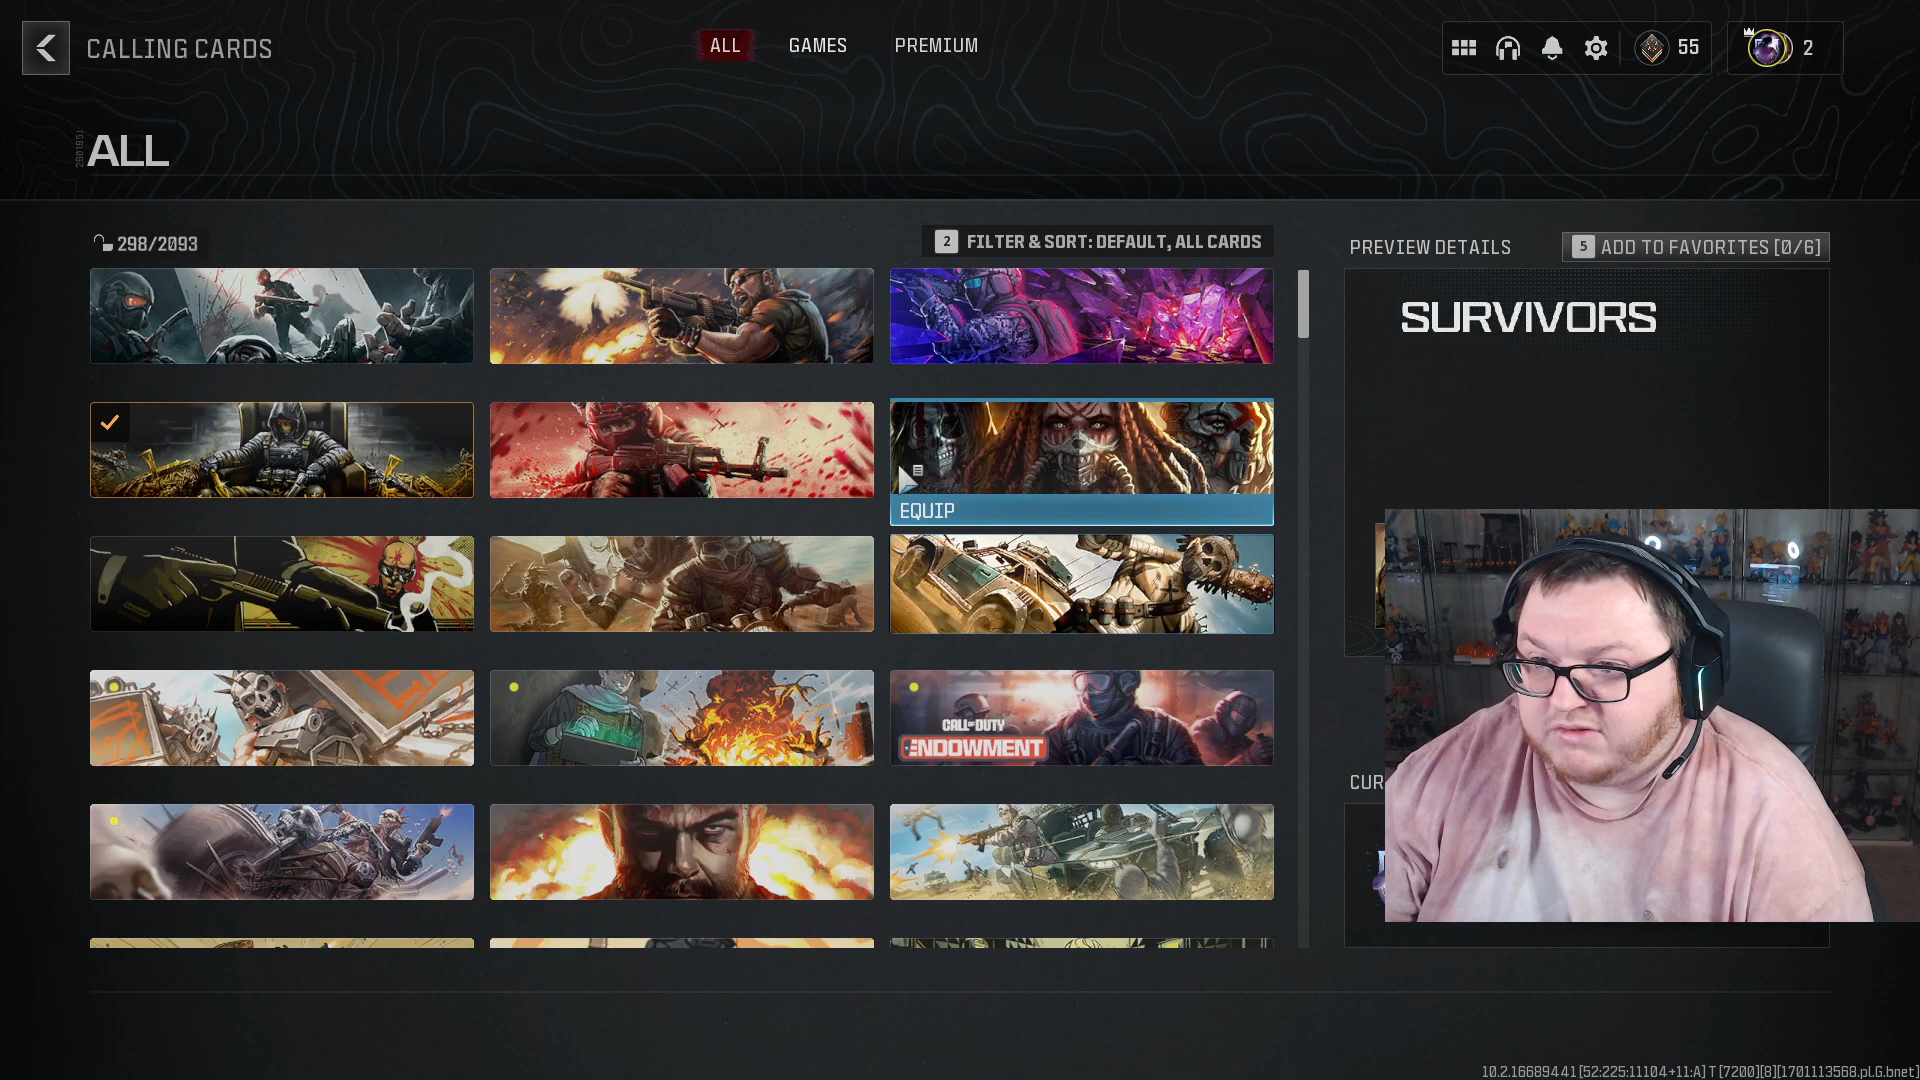 CALLING CARDS
ALL
GAMES
PREMIUM
55
2
ALL
298/2093
2 FILTER & SORT: DEFAULT, ALL CARDS
PREVIEW DETAILS
5 ADD TO FAVORITES [0/6]
SURVIVORS
EQUIP
CALL OF DUTY
ENDOWMENT
CUR
10.2.16689441 [52:225:11104+11:A] T [7200][8][1701113568.pl.G.bnet]